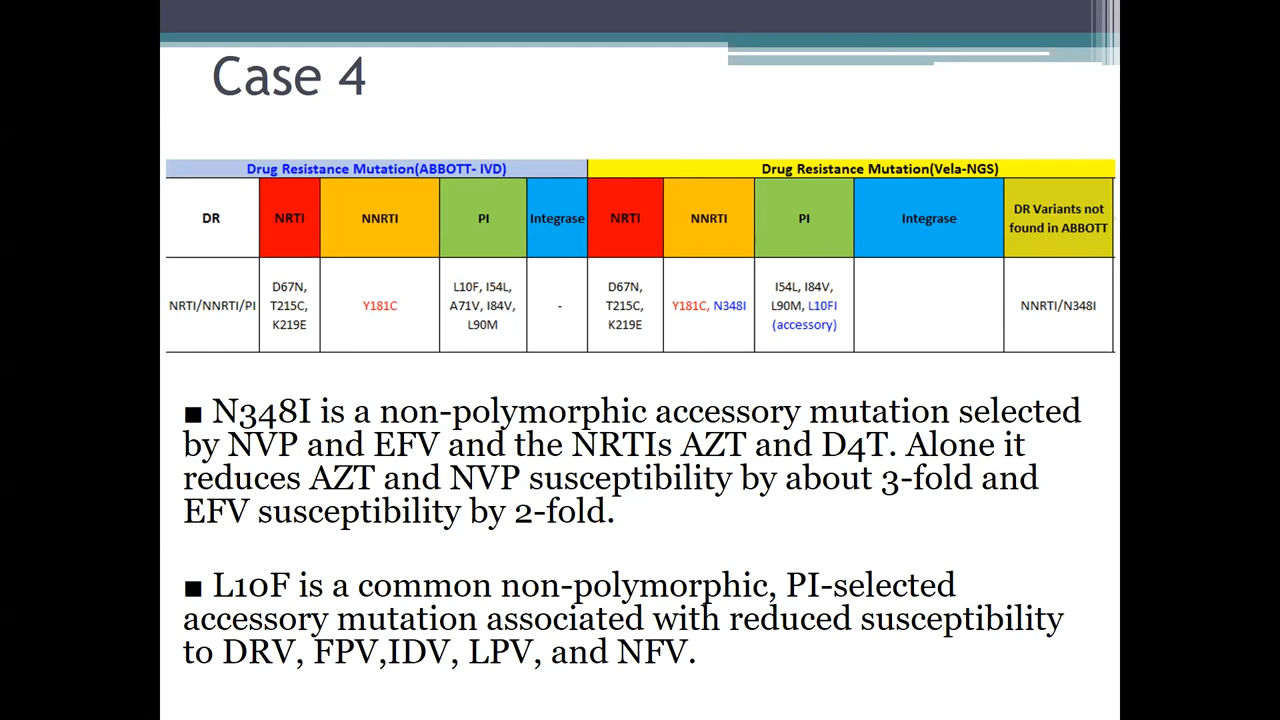 Case 4
Drug Resistance Mutation(ABBOTT- IVD) Drug Resistance Mutation(Vela-NGS)
DR NRTI NNRTI PI Integrase NRTI NNRTI PI Integrase DR Variants not found in ABBOTT
NRTI/NNRTI/PI D67N, T215C, K219E Y181C L10F, I54L, A71V, I84V, L90M - D67N, T215C, K219E Y181C, N348I I54L, I84V, L90M, L10FI (accessory) NNRTI/N348I
■ N348I is a non-polymorphic accessory mutation selected
by NVP and EFV and the NRTIs AZT and D4T. Alone it
reduces AZT and NVP susceptibility by about 3-fold and
EFV susceptibility by 2-fold.
■ L10F is a common non-polymorphic, PI-selected
accessory mutation associated with reduced susceptibility
to DRV, FPV,IDV, LPV, and NFV.